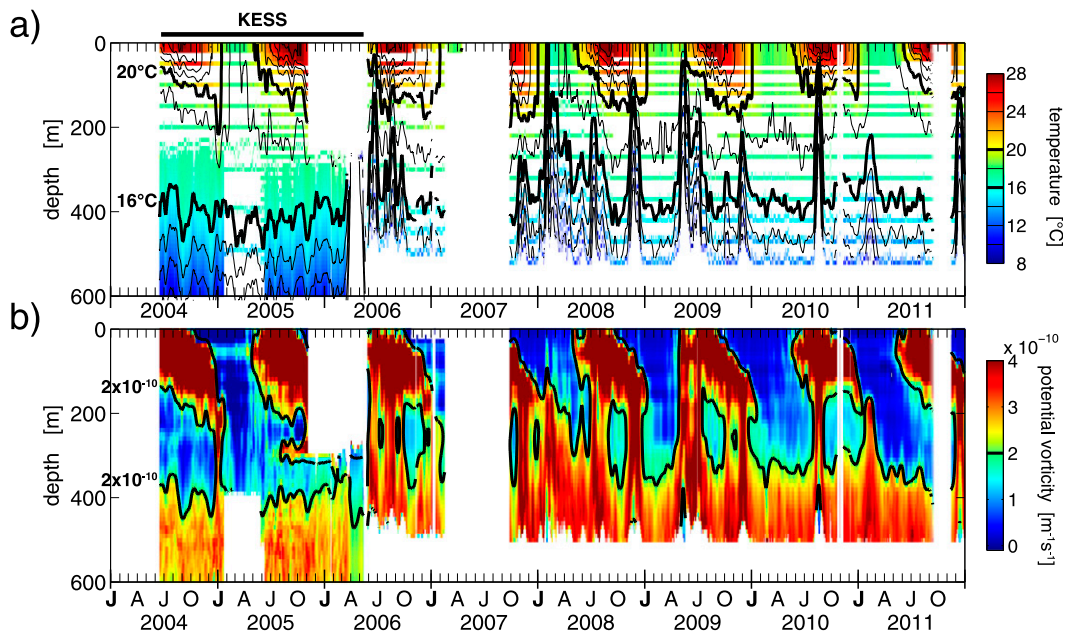 a)
KESS
0
200
400
600
depth [m]
20°C
16°C
2004 2005 2006 2007 2008 2009 2010 2011
28
24
20
16
12
8
temperature [°C]
b)
0
200
400
600
depth [m]
2x10-10
2x10-10
x 10-10
4
3
2
1
0
potential vorticity [m-1s-1]
J A J O J A J O J A J O J A J O J A J O J A J O J A J O J A J O
2004 2005 2006 2007 2008 2009 2010 2011